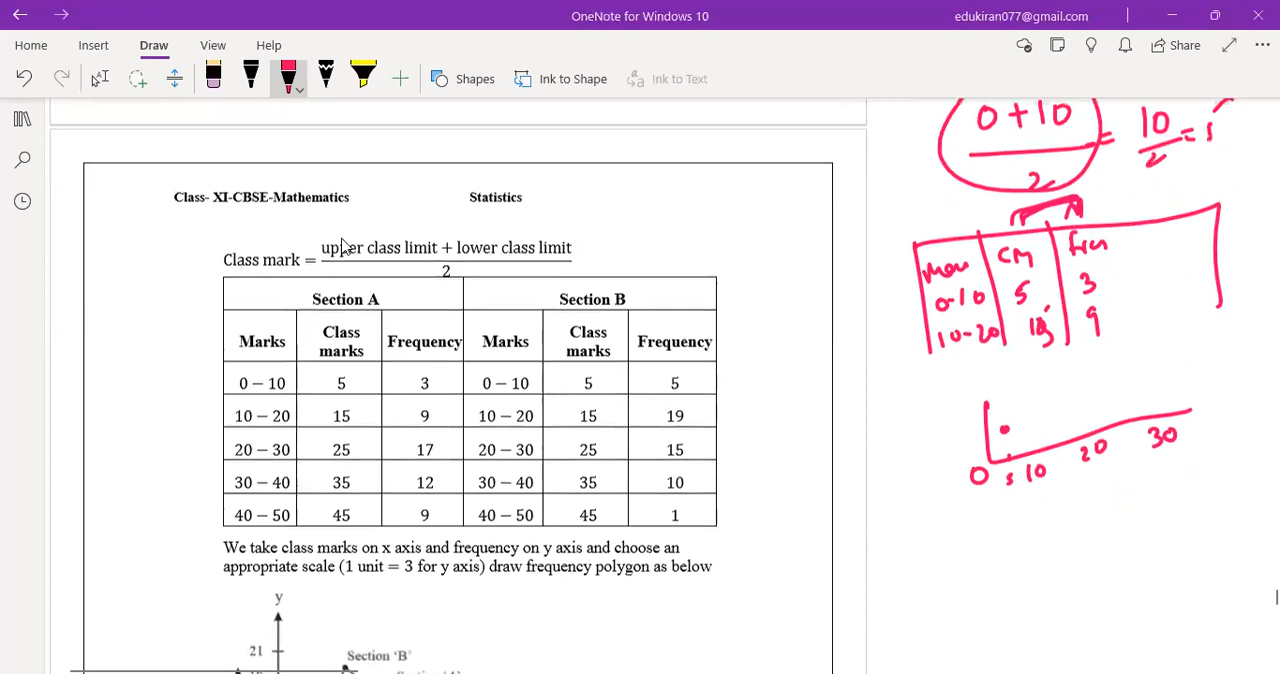 OneNote for Windows 10
edukiran077@gmail.com
Home Insert Draw View Help
Share
Shapes Ink to Shape Ink to Text
Class- XI-CBSE-Mathematics Statistics
Class mark = upper class limit + lower class limit
2
Section A Section B
Marks Class marks Frequency Marks Class marks Frequency
0 – 10 5 3 0 – 10 5 5
10 – 20 15 9 10 – 20 15 19
20 – 30 25 17 20 – 30 25 15
30 – 40 35 12 30 – 40 35 10
40 – 50 45 9 40 – 50 45 1
We take class marks on x axis and frequency on y axis and choose an
appropriate scale (1 unit = 3 for y axis) draw frequency polygon as below
y
21
Section ‘B’
0 + 10
2
= 10
2
= 5
CM
0-10 5 3
10-20 9
0 5 10 20 30